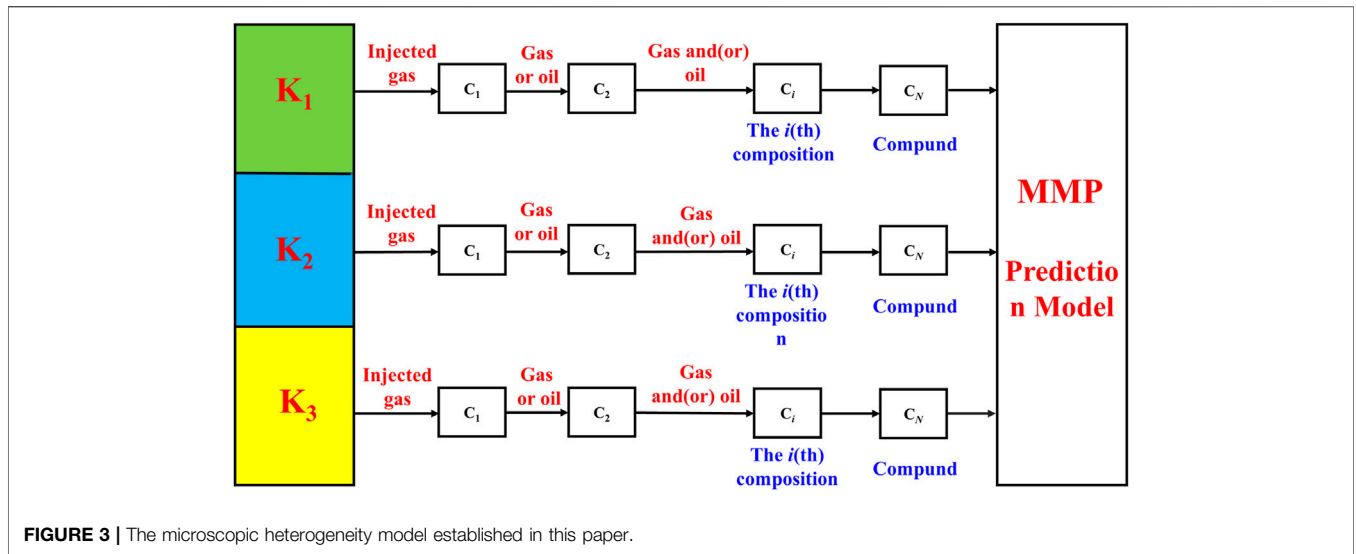 K₁
Injected
gas
C₁
Gas
or oil
C₂
Gas and(or)
oil
Cᵢ
The i(th)
composition
C_N
Compund
K₂
Injected
gas
C₁
Gas
or oil
C₂
Gas
and(or) oil
Cᵢ
The i(th)
compositio
n
C_N
Compund
K₃
Injected
gas
C₁
Gas
or oil
C₂
Gas
and(or) oil
Cᵢ
The i(th)
composition
C_N
Compund
MMP
Predictio
n Model
FIGURE 3 | The microscopic heterogeneity model established in this paper.